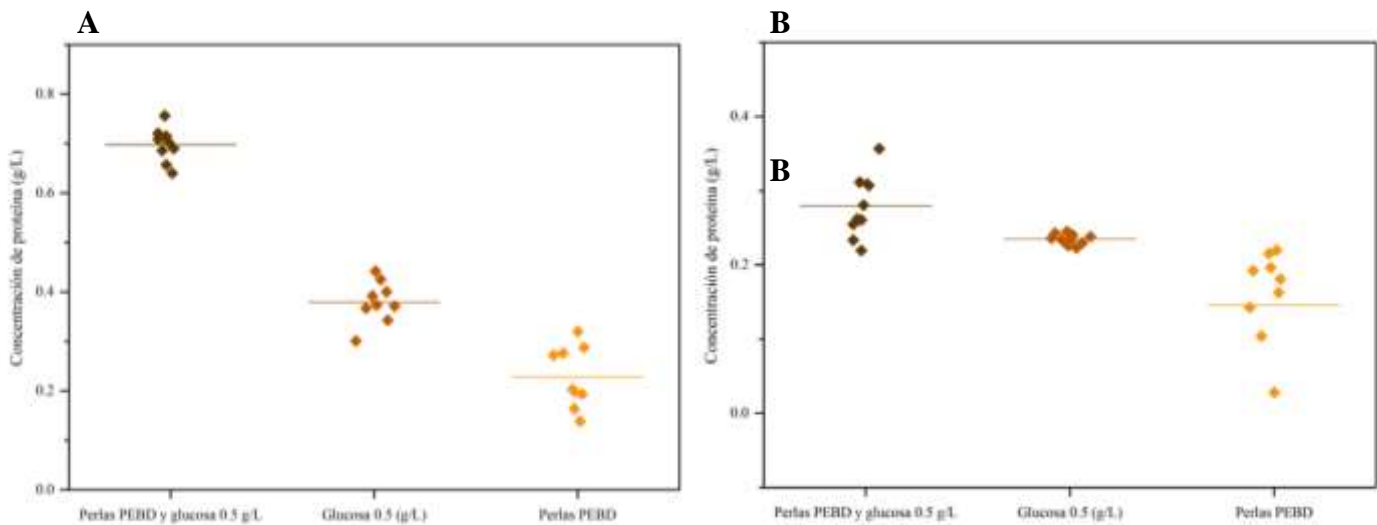 A
Concentración de proteína (g/L)
0.8
0.6
0.4
0.2
0.0
Perlas PEBD y glucosa 0.5 g/L
Glucosa 0.5 (g/L)
Perlas PEBD
B
B
Concentración de proteína (g/L)
0.4
0.2
0.0
Perlas PEBD y glucosa 0.5 g/L
Glucosa 0.5 (g/L)
Perlas PEBD